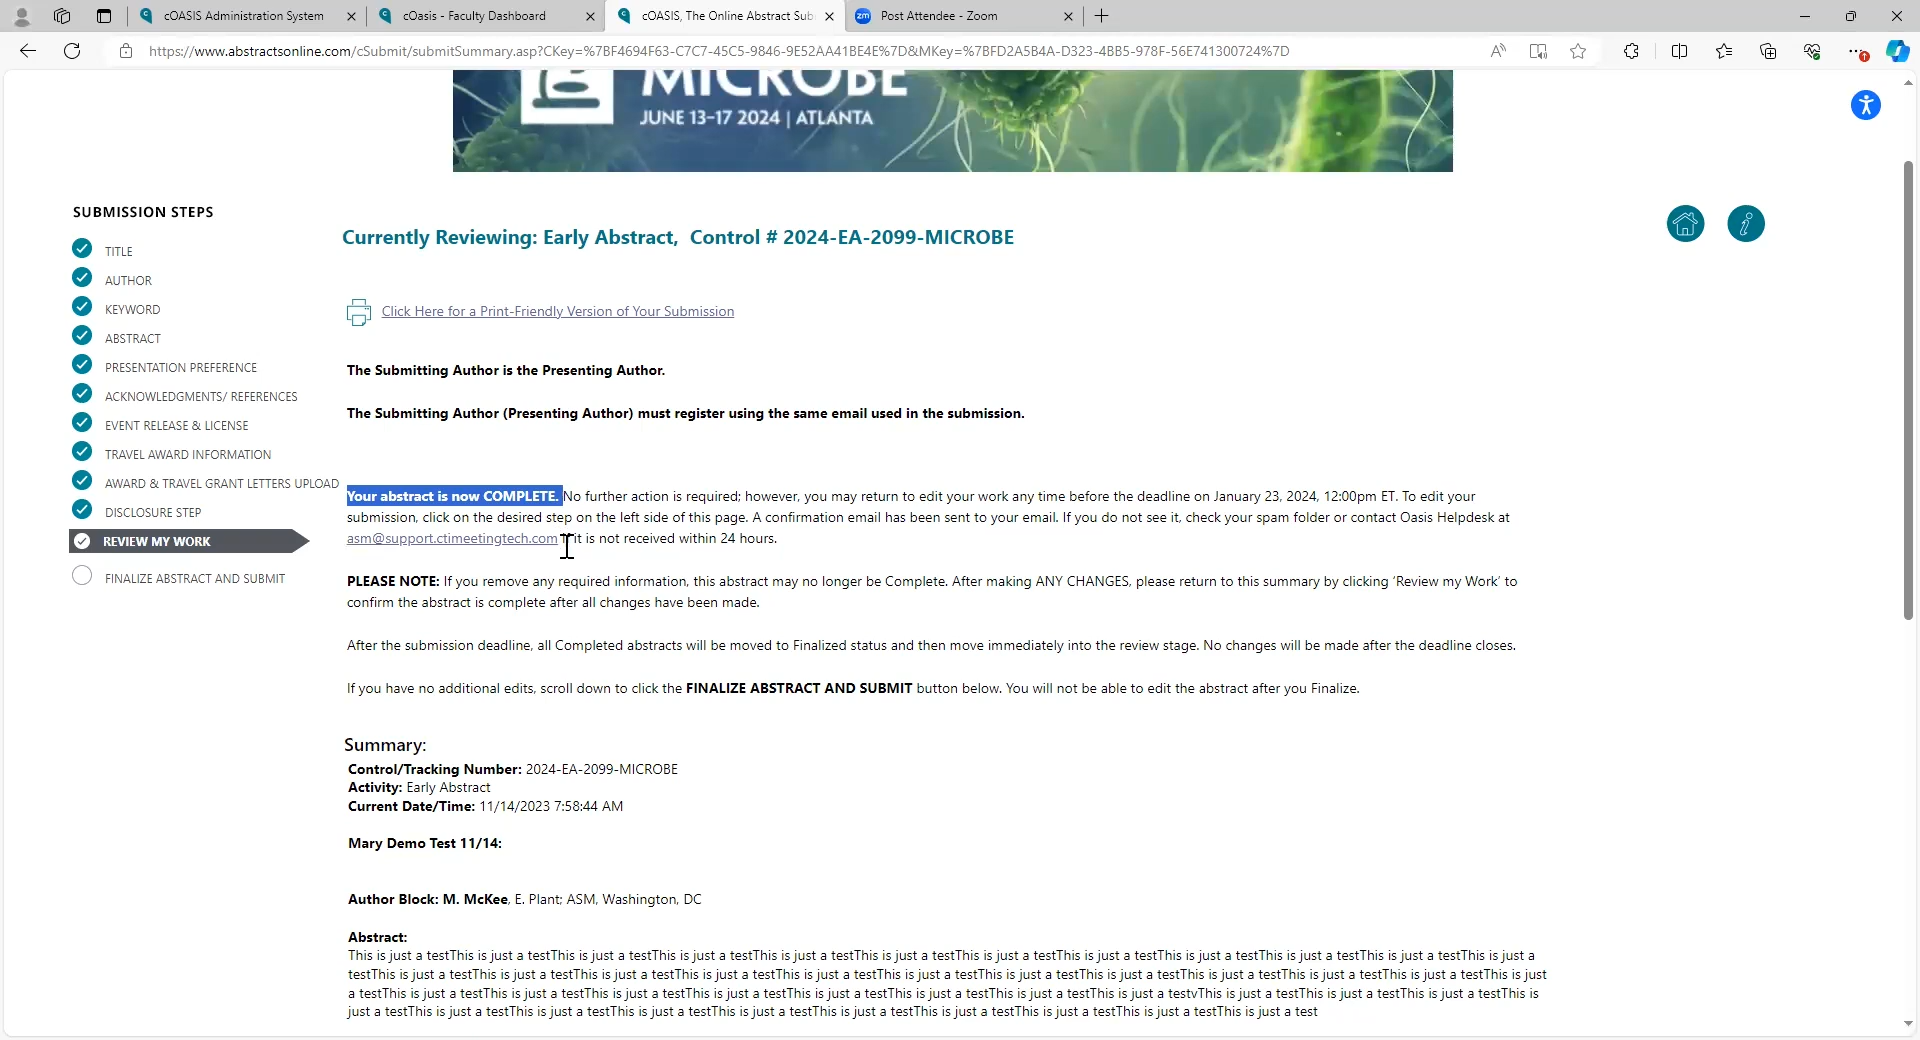 cOASIS Administration System
cOasis - Faculty Dashboard
cOASIS, The Online Abstract Sub
zm
Post Attendee - Zoom
https://www.abstractsonline.com/cSubmit/submitSummary.asp?CKey=%7BF4694F63-C7C7-45C5-9846-9E52AA41BE4E%7D&MKey=%7BFD2A5B4A-D323-4BB5-978F-56E741300724%7D
MICROBE
JUNE 13-17 2024 | ATLANTA
SUBMISSION STEPS
TITLE
AUTHOR
KEYWORD
ABSTRACT
PRESENTATION PREFERENCE
ACKNOWLEDGMENTS/ REFERENCES
EVENT RELEASE & LICENSE
TRAVEL AWARD INFORMATION
AWARD & TRAVEL GRANT LETTERS UPLOAD
DISCLOSURE STEP
REVIEW MY WORK
FINALIZE ABSTRACT AND SUBMIT
Currently Reviewing: Early Abstract, Control # 2024-EA-2099-MICROBE
Click Here for a Print-Friendly Version of Your Submission
The Submitting Author is the Presenting Author.
The Submitting Author (Presenting Author) must register using the same email used in the submission.
Your abstract is now COMPLETE. No further action is required; however, you may return to edit your work any time before the deadline on January 23, 2024, 12:00pm ET. To edit your
submission, click on the desired step on the left side of this page. A confirmation email has been sent to your email. If you do not see it, check your spam folder or contact Oasis Helpdesk at
asm@support.ctimeetingtech.com if it is not received within 24 hours.
PLEASE NOTE: If you remove any required information, this abstract may no longer be Complete. After making ANY CHANGES, please return to this summary by clicking ‘Review my Work’ to
confirm the abstract is complete after all changes have been made.
After the submission deadline, all Completed abstracts will be moved to Finalized status and then move immediately into the review stage. No changes will be made after the deadline closes.
If you have no additional edits, scroll down to click the FINALIZE ABSTRACT AND SUBMIT button below. You will not be able to edit the abstract after you Finalize.
Summary:
Control/Tracking Number: 2024-EA-2099-MICROBE
Activity: Early Abstract
Current Date/Time: 11/14/2023 7:58:44 AM
Mary Demo Test 11/14:
Author Block: M. McKee, E. Plant; ASM, Washington, DC
Abstract:
This is just a testThis is just a testThis is just a testThis is just a testThis is just a testThis is just a testThis is just a testThis is just a testThis is just a testThis is just a testThis is just a testThis is just a
testThis is just a testThis is just a testThis is just a testThis is just a testThis is just a testThis is just a testThis is just a testThis is just a testThis is just a testThis is just a testThis is just a testThis is just
a testThis is just a testThis is just a testThis is just a testThis is just a testThis is just a testThis is just a testThis is just a testvThis is just a testThis is just a testThis is just a testThis is just a testThis is
just a testThis is just a testThis is just a testThis is just a testThis is just a testThis is just a testThis is just a testThis is just a testThis is just a testThis is just a test